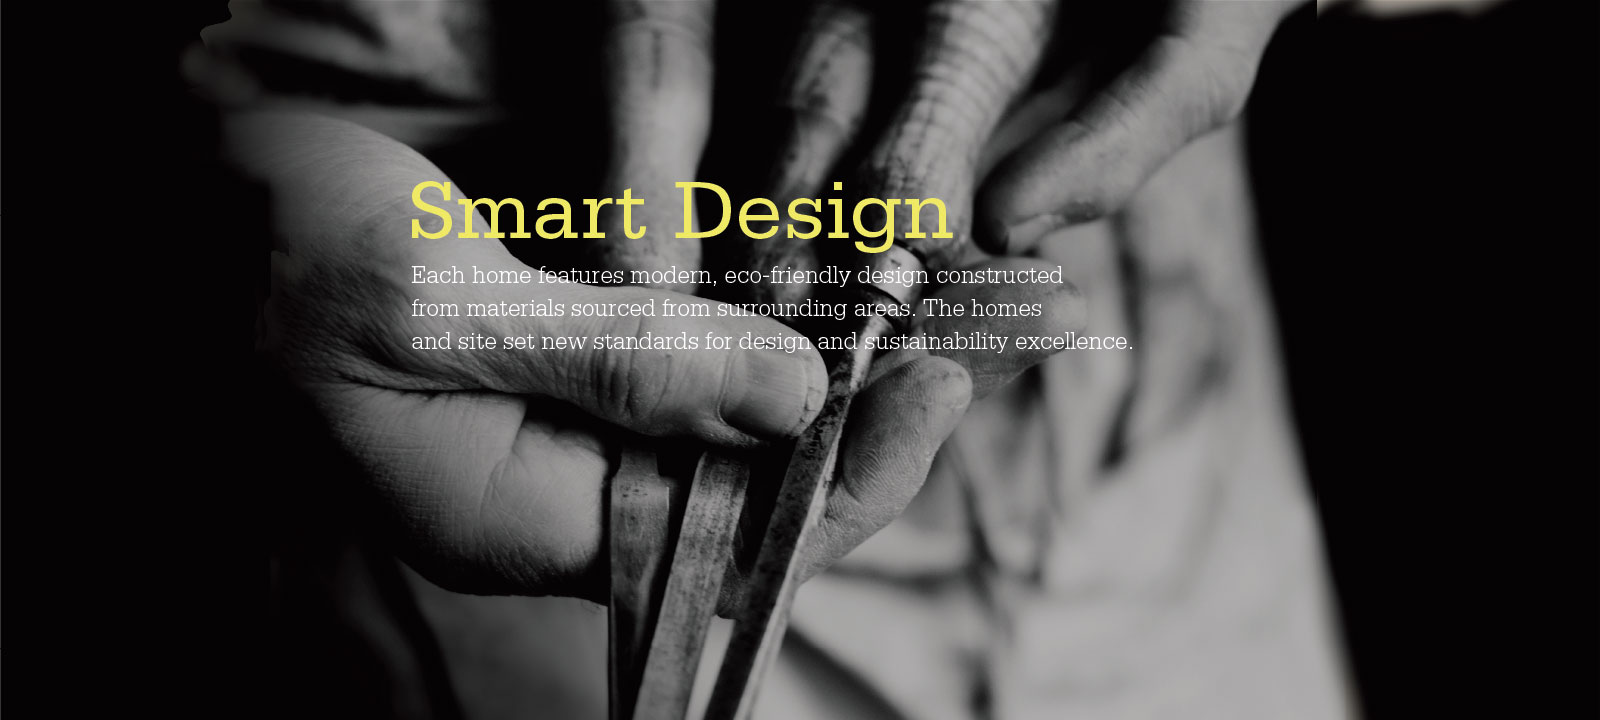 Smart Design
Each home features modern, eco-friendly design constructed
from materials sourced from surrounding areas. The homes
and site set new standards for design and sustainability excellence.